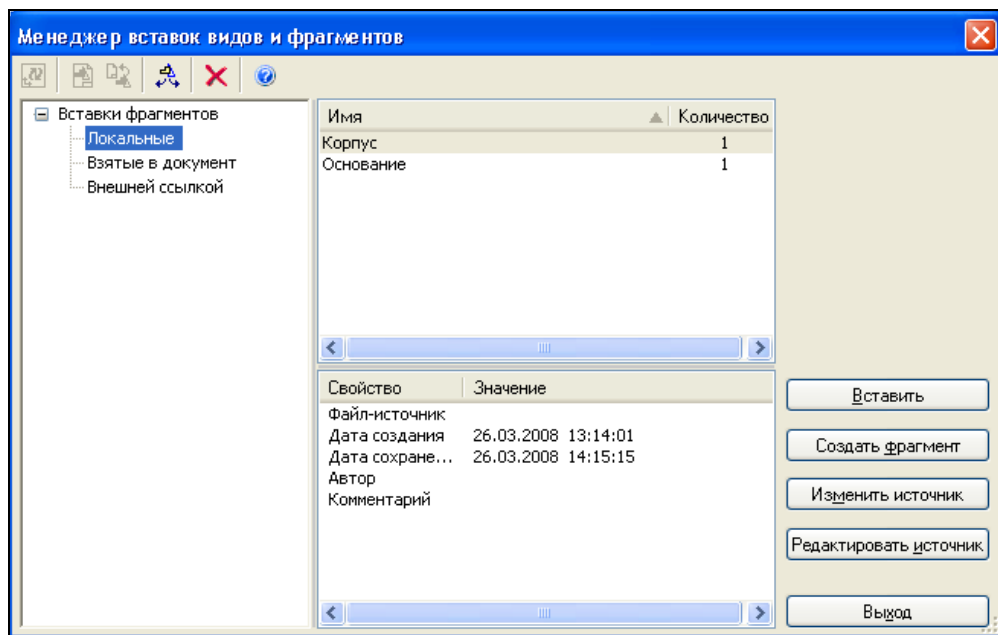 Менеджер вставок видов и фрагментов
Вставки фрагментов
Локальные
Взятые в документ
Внешней ссылкой
Имя Количество
Корпус 1
Основание 1
Свойство Значение
Файл-источник
Дата создания 26.03.2008 13:14:01
Дата сохране... 26.03.2008 14:15:15
Автор
Комментарий
Вставить
Создать фрагмент
Изменить источник
Редактировать источник
Выход